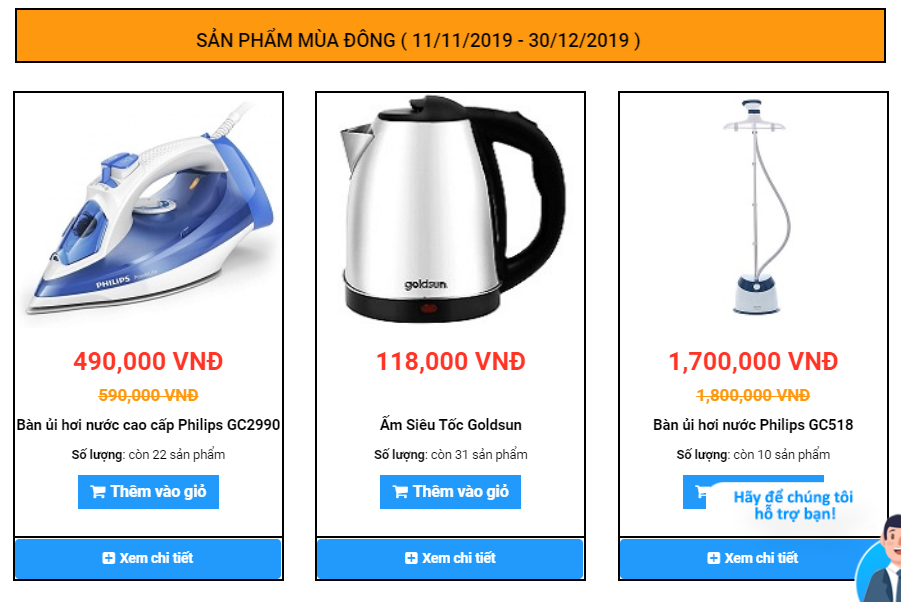 SẢN PHẨM MÙA ĐÔNG ( 11/11/2019 - 30/12/2019 )
PHILIPS
goldsun
490,000 VNĐ
590,000 VNĐ
Bàn ủi hơi nước cao cấp Philips GC2990
Số lượng: còn 22 sản phẩm
Thêm vào giỏ
Xem chi tiết
118,000 VNĐ
Ấm Siêu Tốc Goldsun
Số lượng: còn 31 sản phẩm
Thêm vào giỏ
Xem chi tiết
1,700,000 VNĐ
1,800,000 VNĐ
Bàn ủi hơi nước Philips GC518
Số lượng: còn 10 sản phẩm
Hãy để chúng tôi
hỗ trợ bạn!
Xem chi tiết